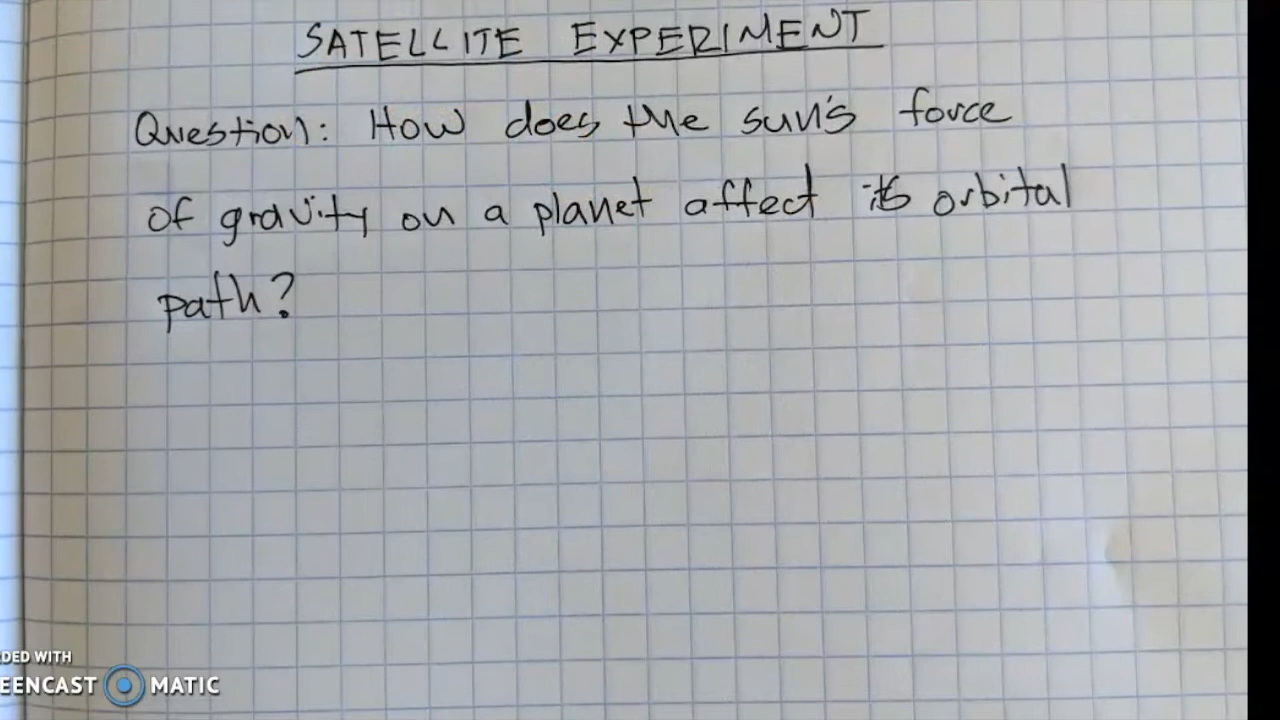 SATELLITE EXPERIMENT
Question: How does the sun's force
of gravity on a planet affect its orbital
path?
DED WITH
EENCAST MATIC